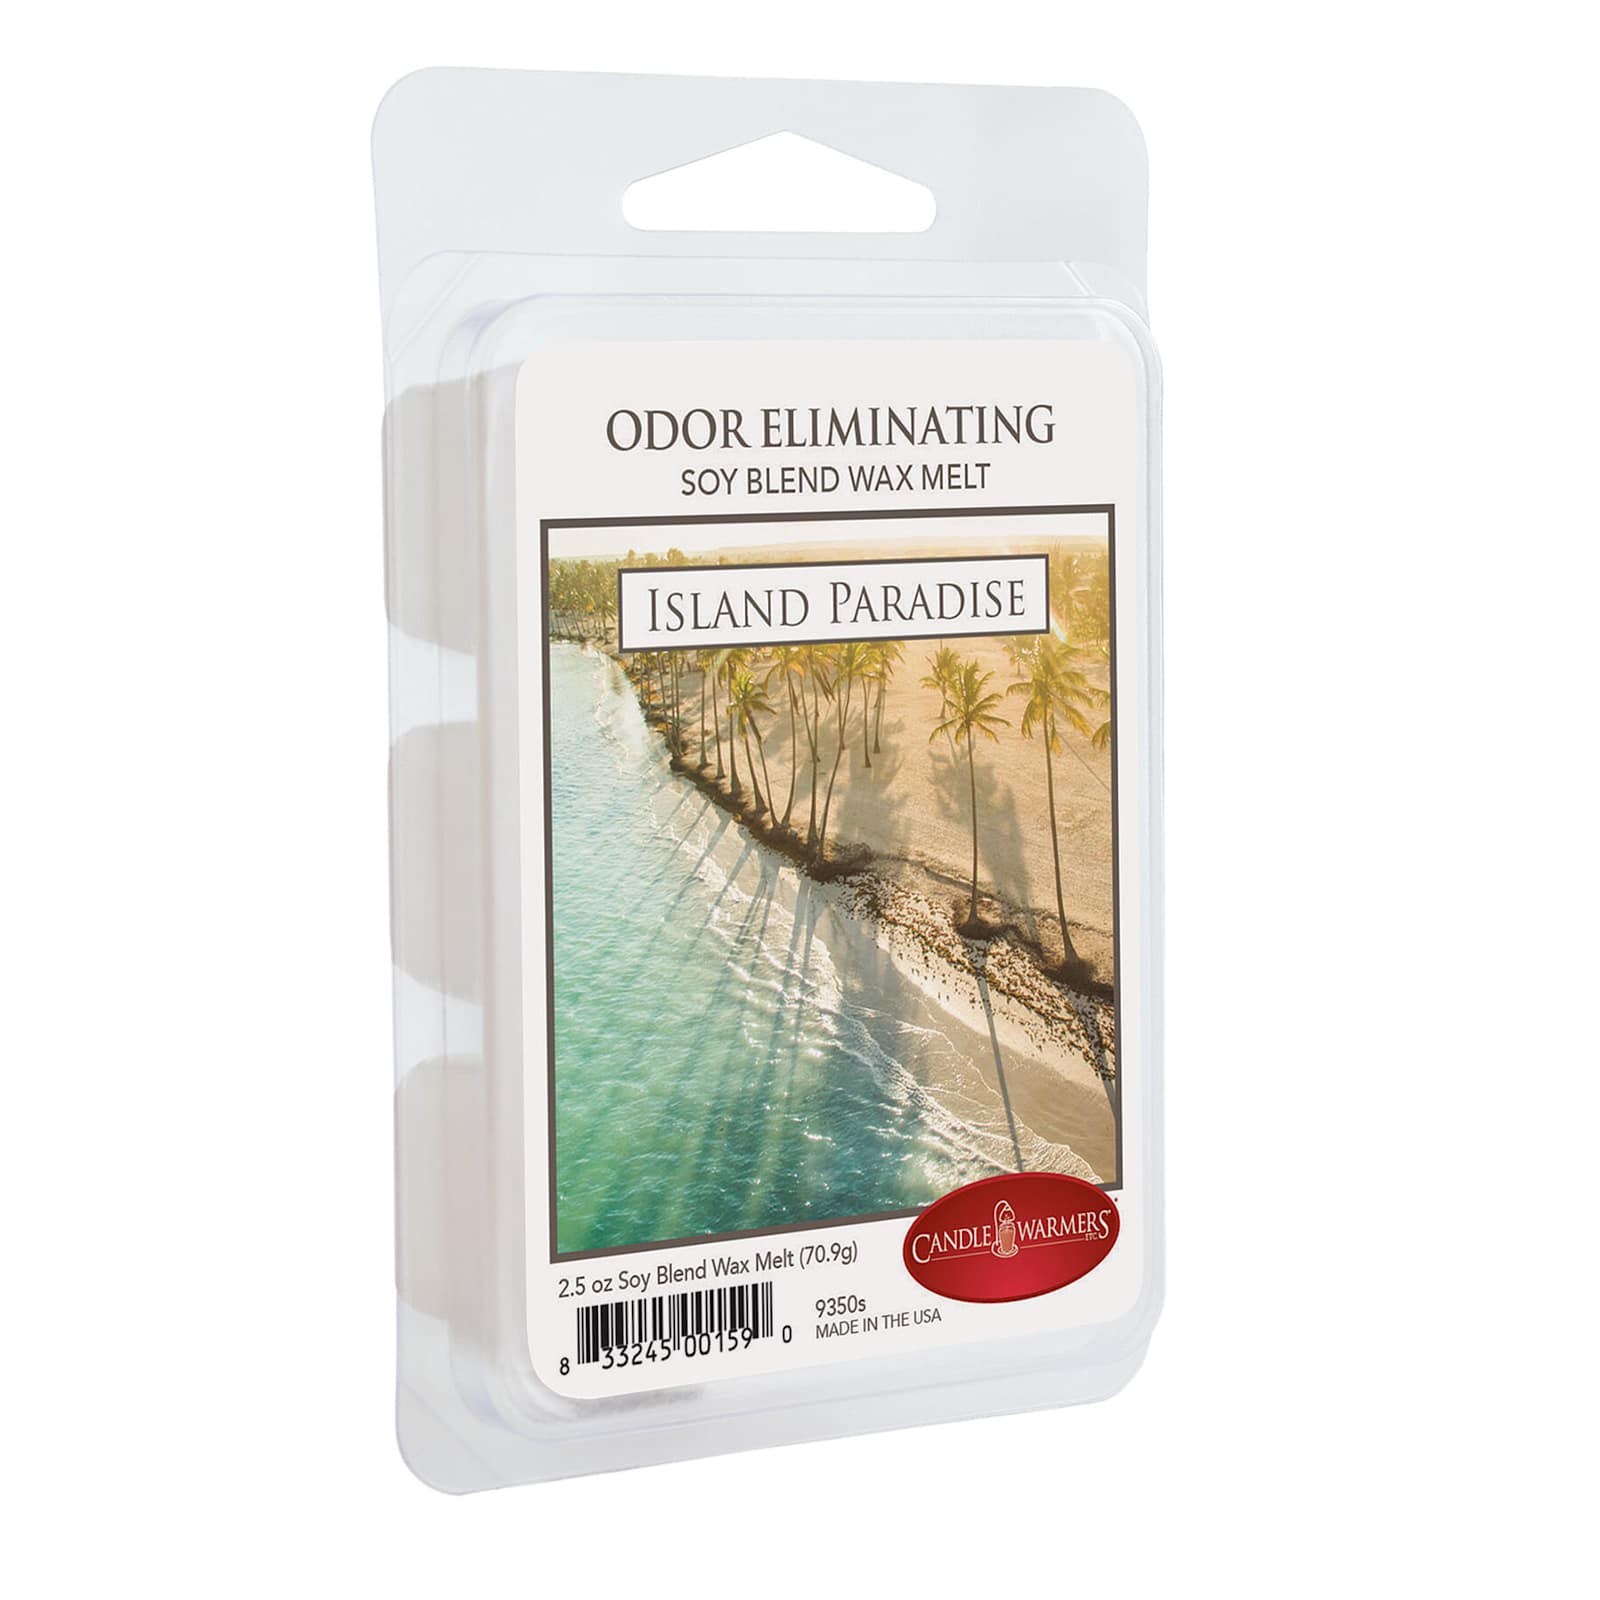 ODOR ELIMINATING
SOY BLEND WAX MELT
ISLAND PARADISE
CANDLE WARMERS
ETC.
2.5 oz Soy Blend Wax Melt (70.9g)
8 33245 00159 0
9350s
MADE IN THE USA